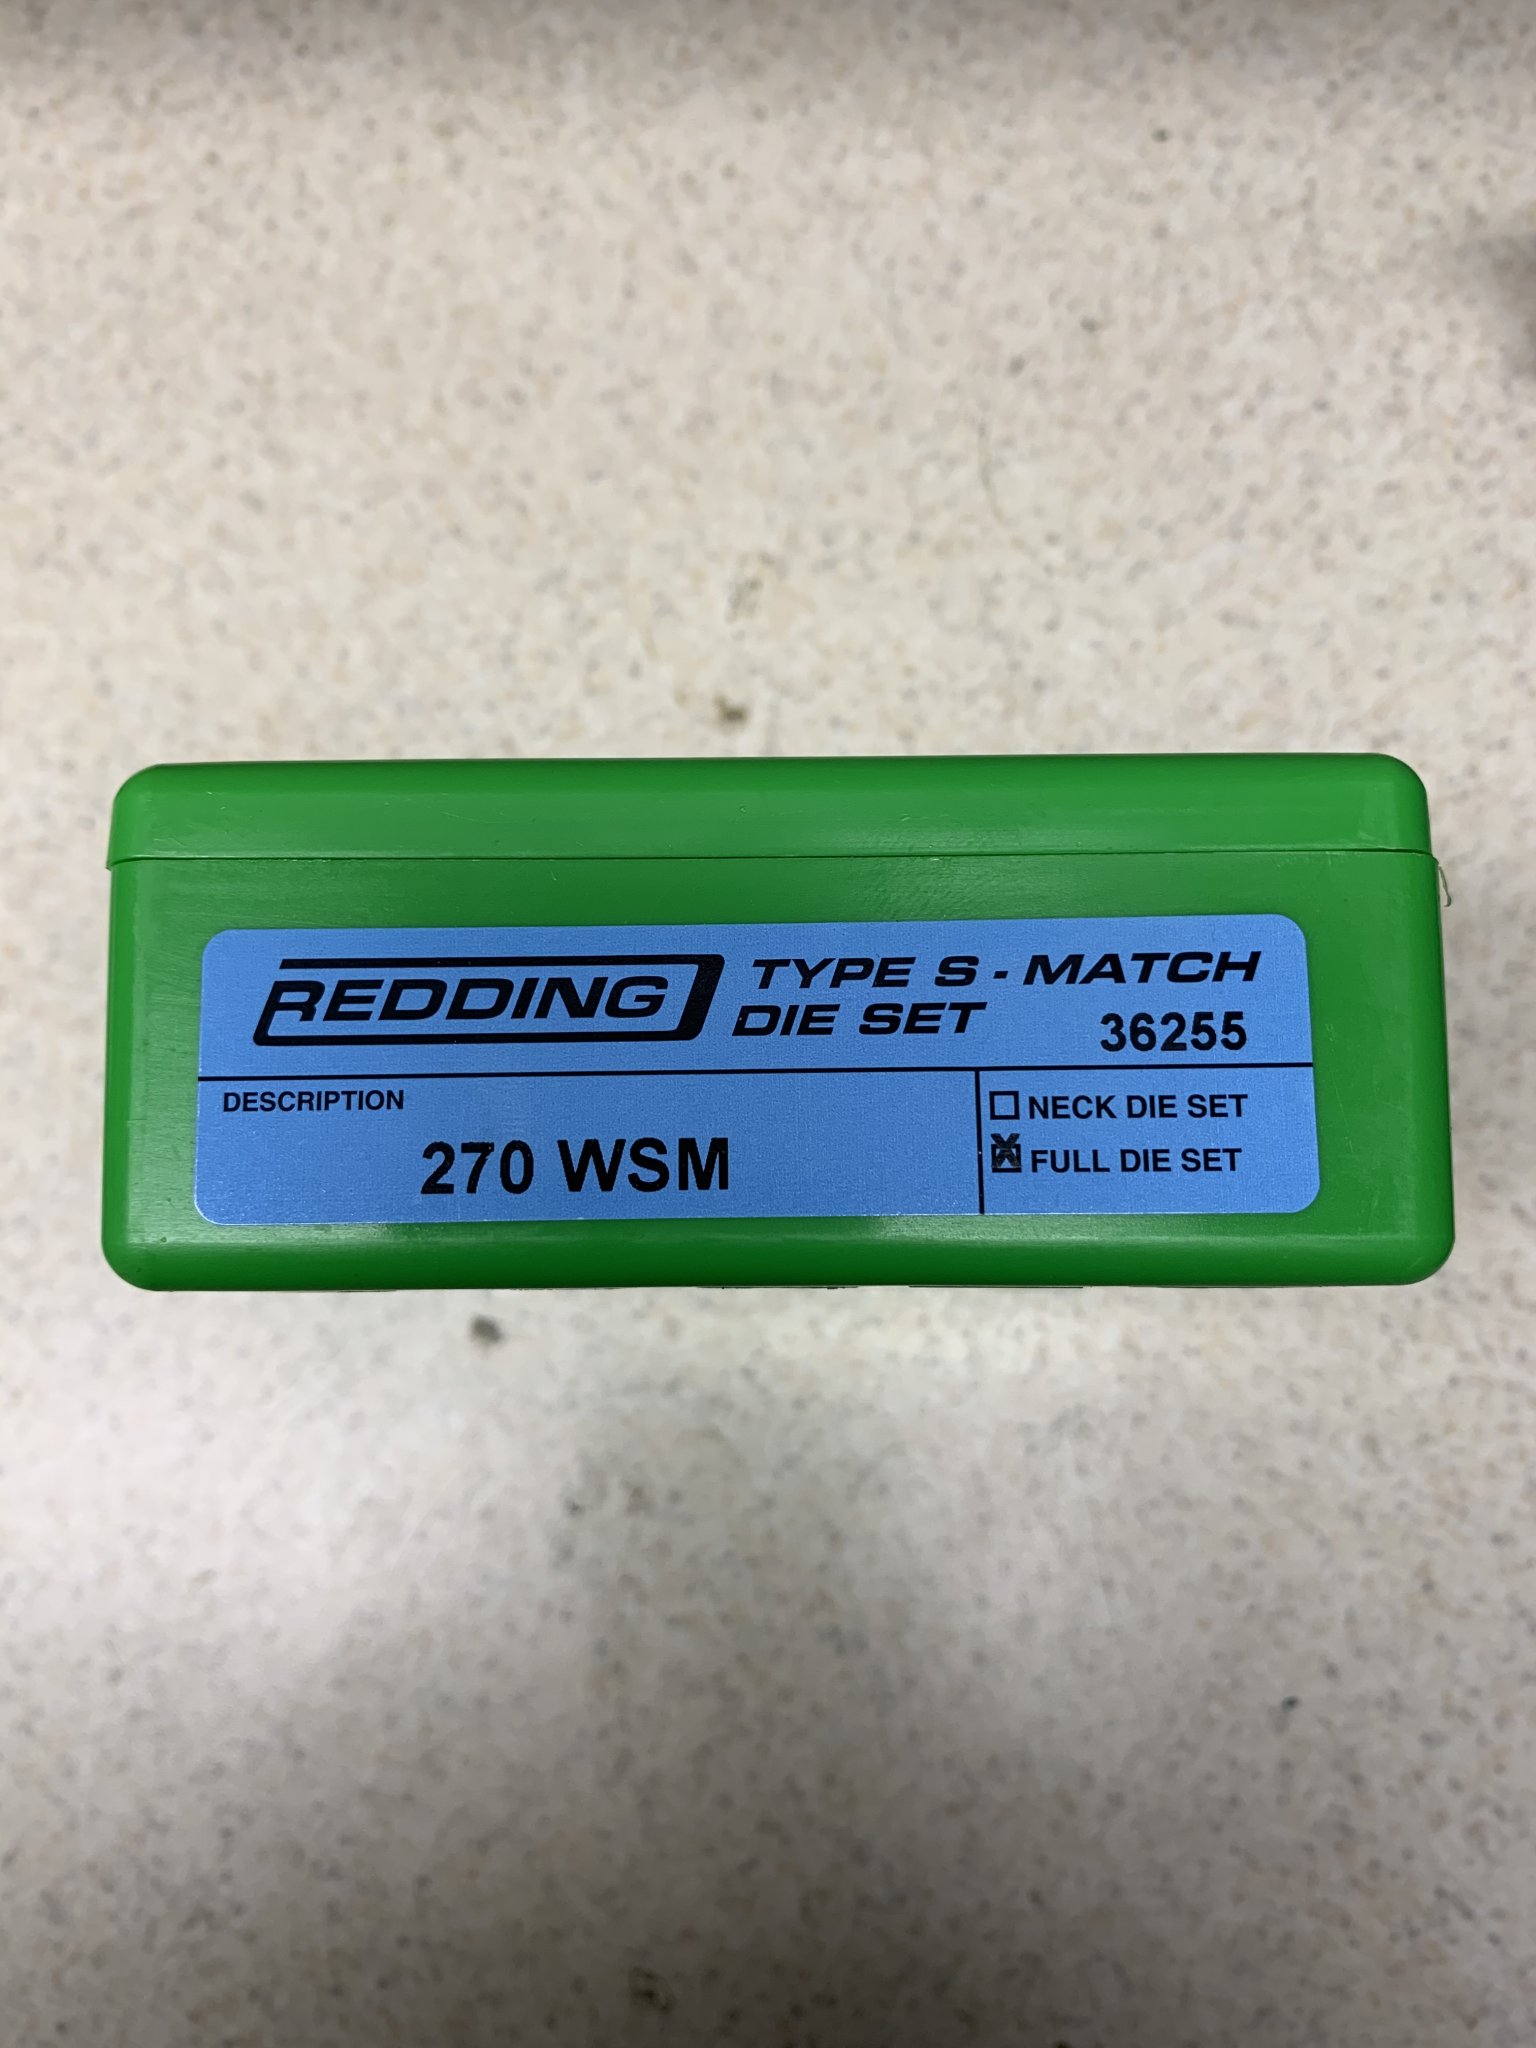 REDDING TYPE S - MATCH
DIE SET 36255
DESCRIPTION
270 WSM
NECK DIE SET
FULL DIE SET